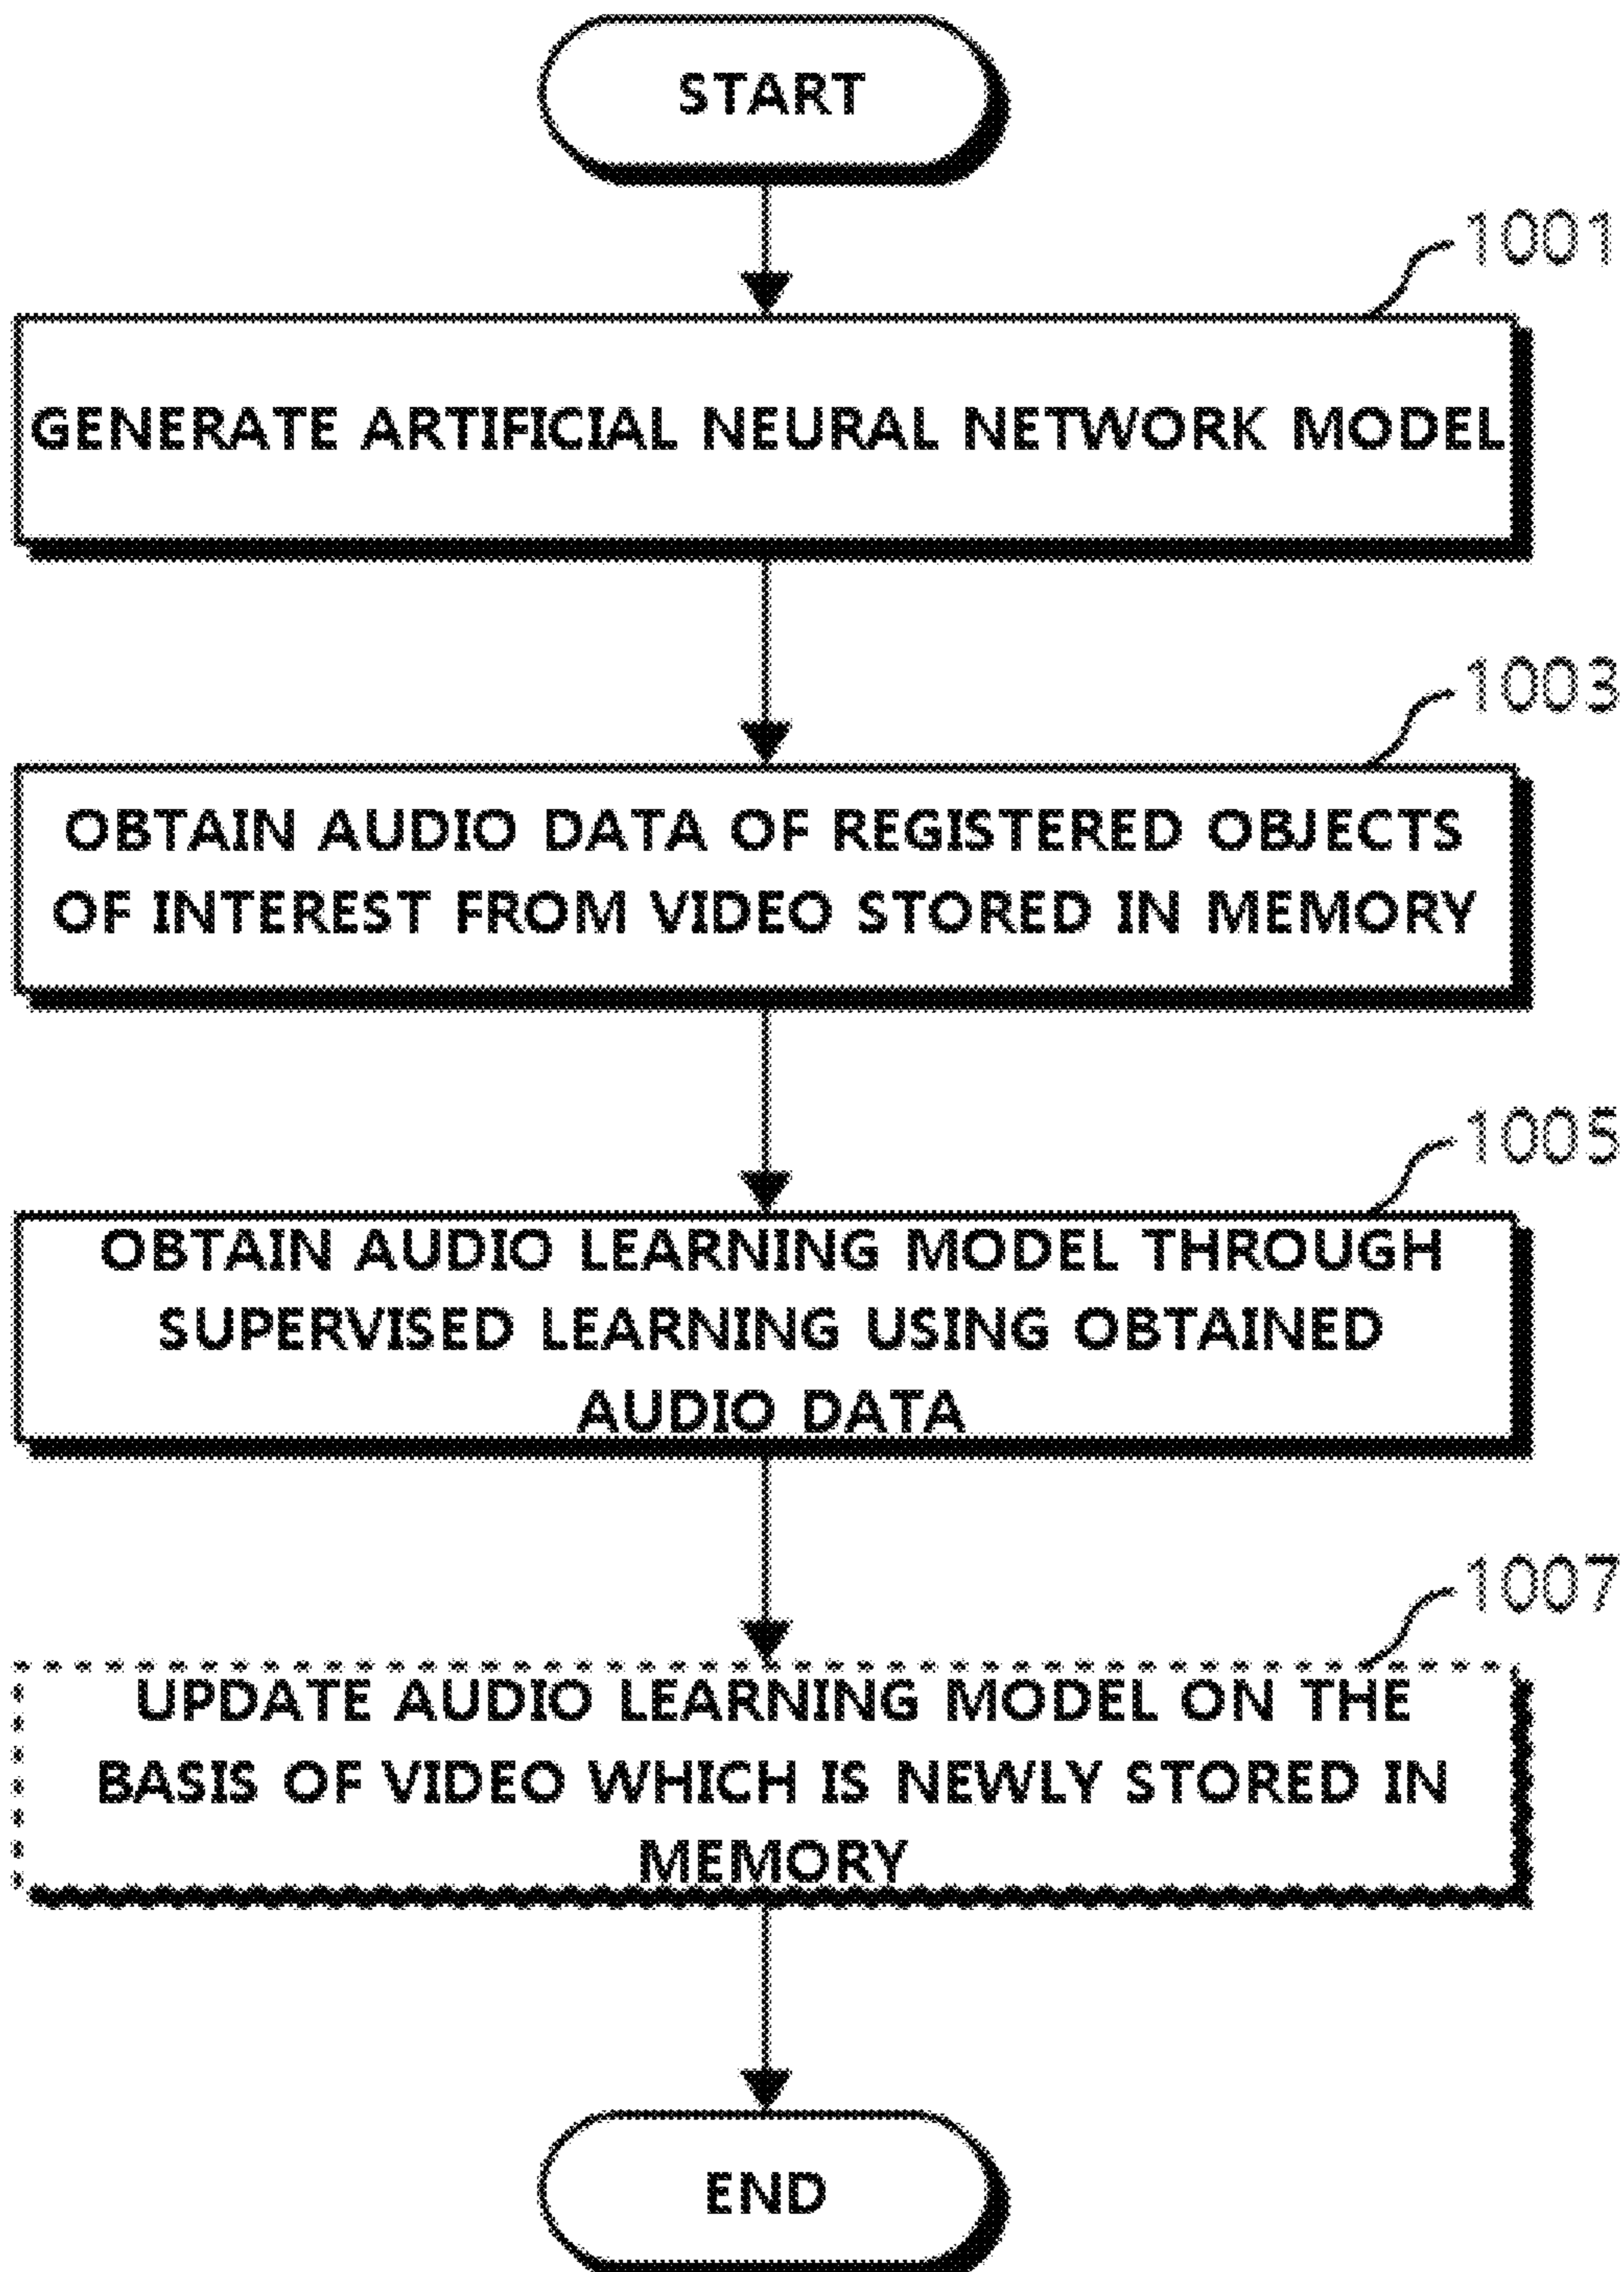 START
1001
GENERATE ARTIFICIAL NEURAL NETWORK MODEL
1003
OBTAIN AUDIO DATA OF REGISTERED OBJECTS
OF INTEREST FROM VIDEO STORED IN MEMORY
1005
OBTAIN AUDIO LEARNING MODEL THROUGH
SUPERVISED LEARNING USING OBTAINED
AUDIO DATA
1007
UPDATE AUDIO LEARNING MODEL ON THE
BASIS OF VIDEO WHICH IS NEWLY STORED IN
MEMORY
END